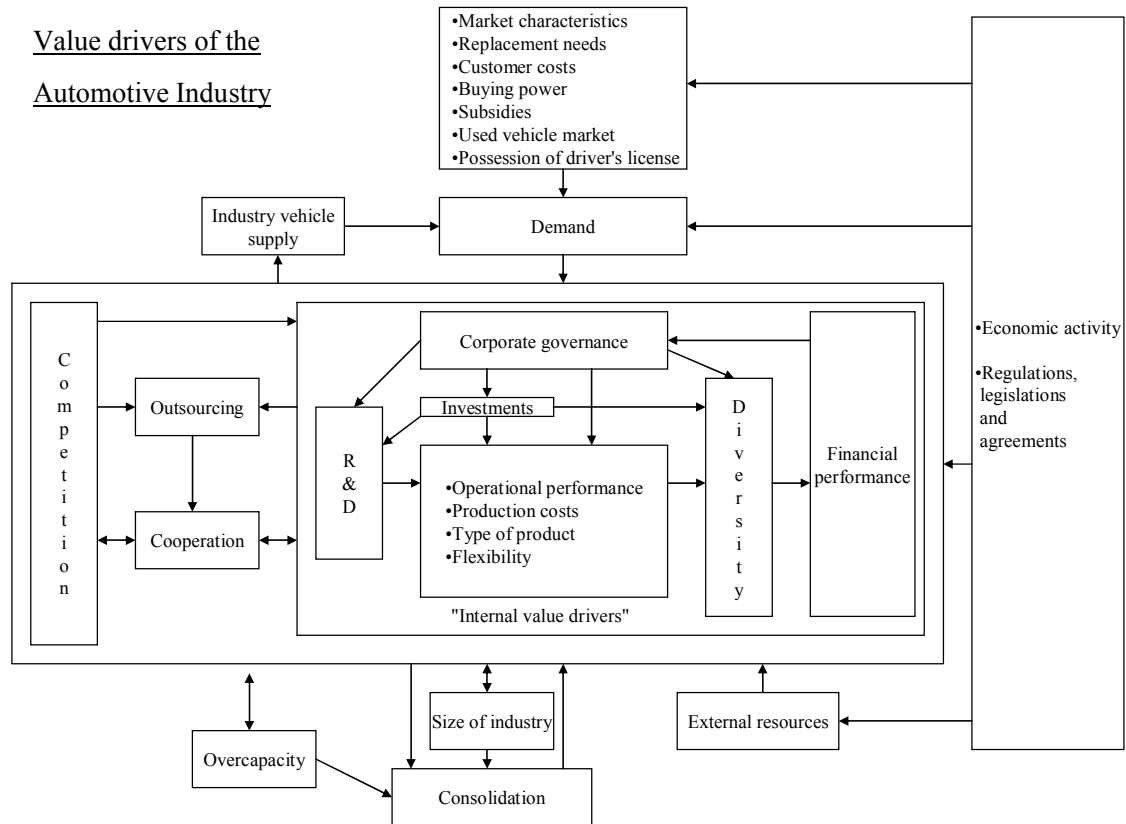 Value drivers of the
Automotive Industry
•Market characteristics
•Replacement needs
•Customer costs
•Buying power
•Subsidies
•Used vehicle market
•Possession of driver's license
Industry vehicle
supply
Demand
•Economic activity
•Regulations,
legislations
and
agreements
Competition
Outsourcing
Cooperation
Corporate governance
Investments
R
&
D
•Operational performance
•Production costs
•Type of product
•Flexibility
Diversity
Financial
performance
"Internal value drivers"
Overcapacity
Size of industry
Consolidation
External resources